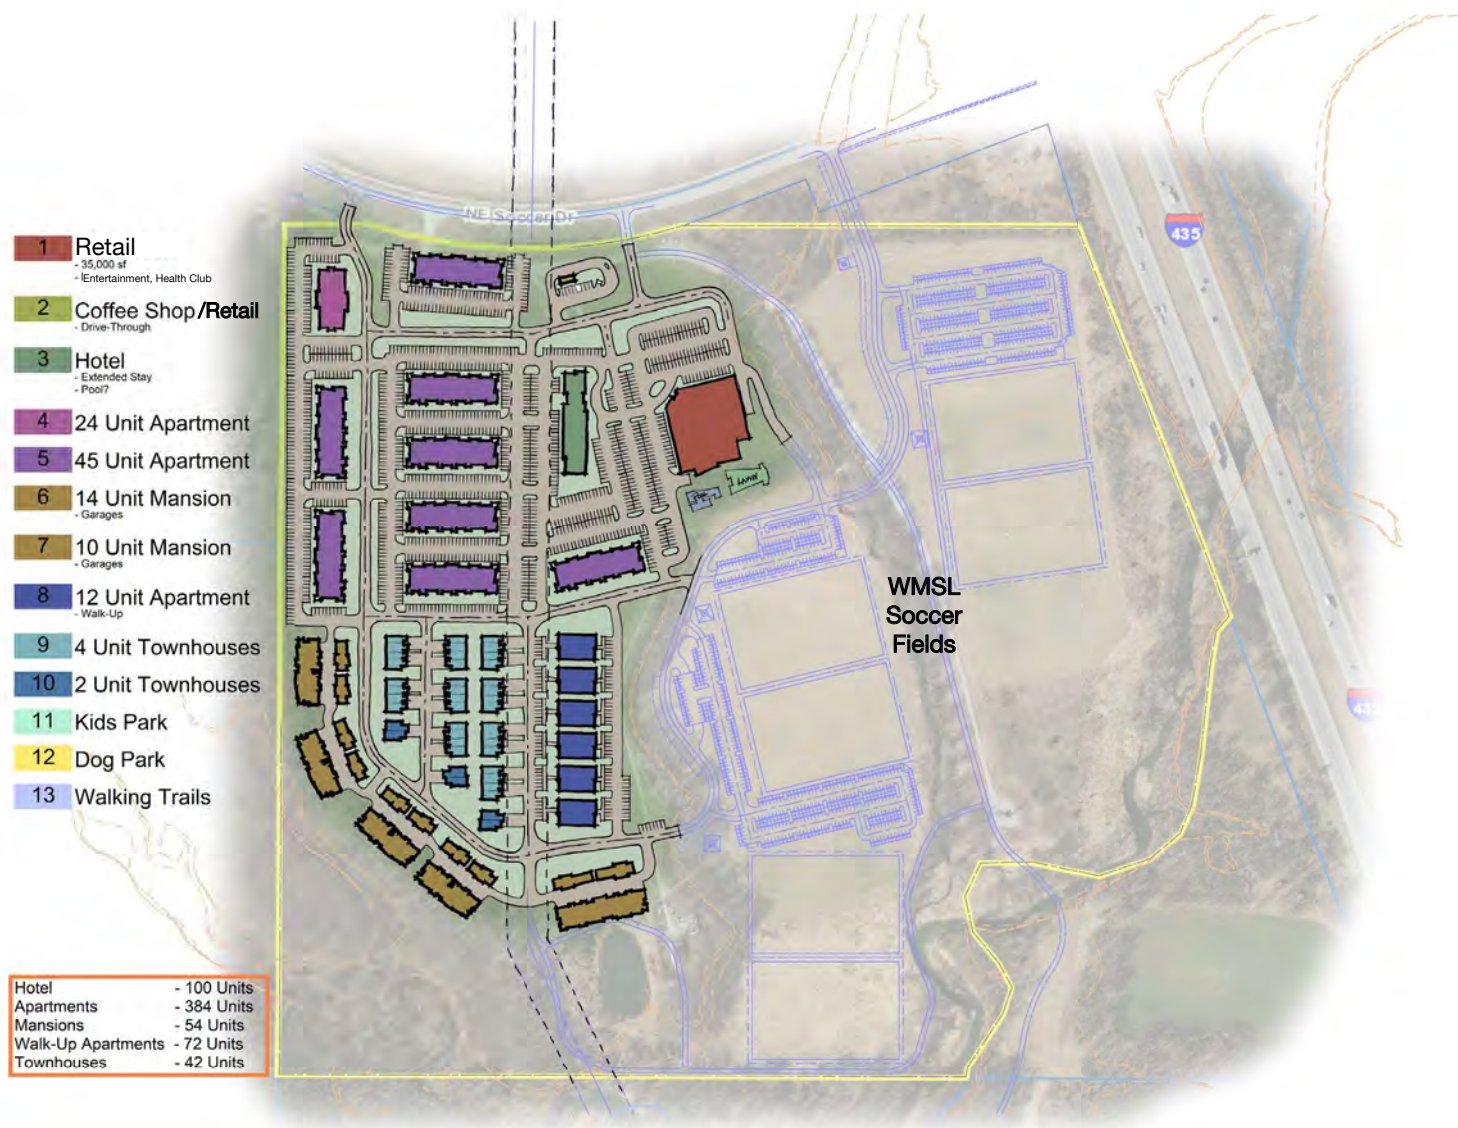 NE Soccer Dr
435
1 Retail
- 35,000 sf
- Entertainment, Health Club
2 Coffee Shop/Retail
- Drive-Through
3 Hotel
- Extended Stay
- Pool?
4 24 Unit Apartment
5 45 Unit Apartment
6 14 Unit Mansion
- Garages
7 10 Unit Mansion
- Garages
8 12 Unit Apartment
- Walk-Up
9 4 Unit Townhouses
10 2 Unit Townhouses
11 Kids Park
12 Dog Park
13 Walking Trails
WMSL
Soccer
Fields
435
Hotel - 100 Units
Apartments - 384 Units
Mansions - 54 Units
Walk-Up Apartments - 72 Units
Townhouses - 42 Units